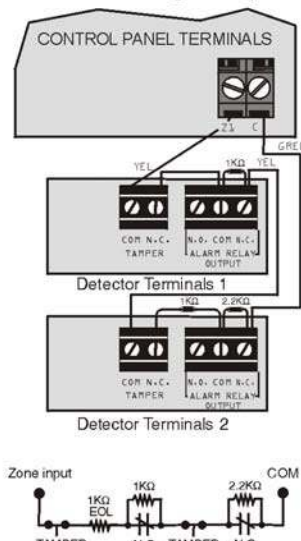 CONTROL PANEL TERMINALS
Z1 C
YEL
1KΩ
YEL
COM N.C.
N.O. COM N.C.
TAMPER
ALARM RELAY
OUTPUT
Detector Terminals 1
1KΩ
2.2KΩ
COM N.C.
N.O. COM N.C.
TAMPER
ALARM RELAY
OUTPUT
Detector Terminals 2
Zone input
COM
1KΩ
2.2KΩ
1KΩ
EOL